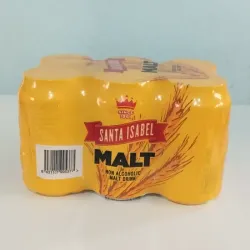 SANTA ISABEL
MALT
NON ALCOHOLIC
MALT DRINK